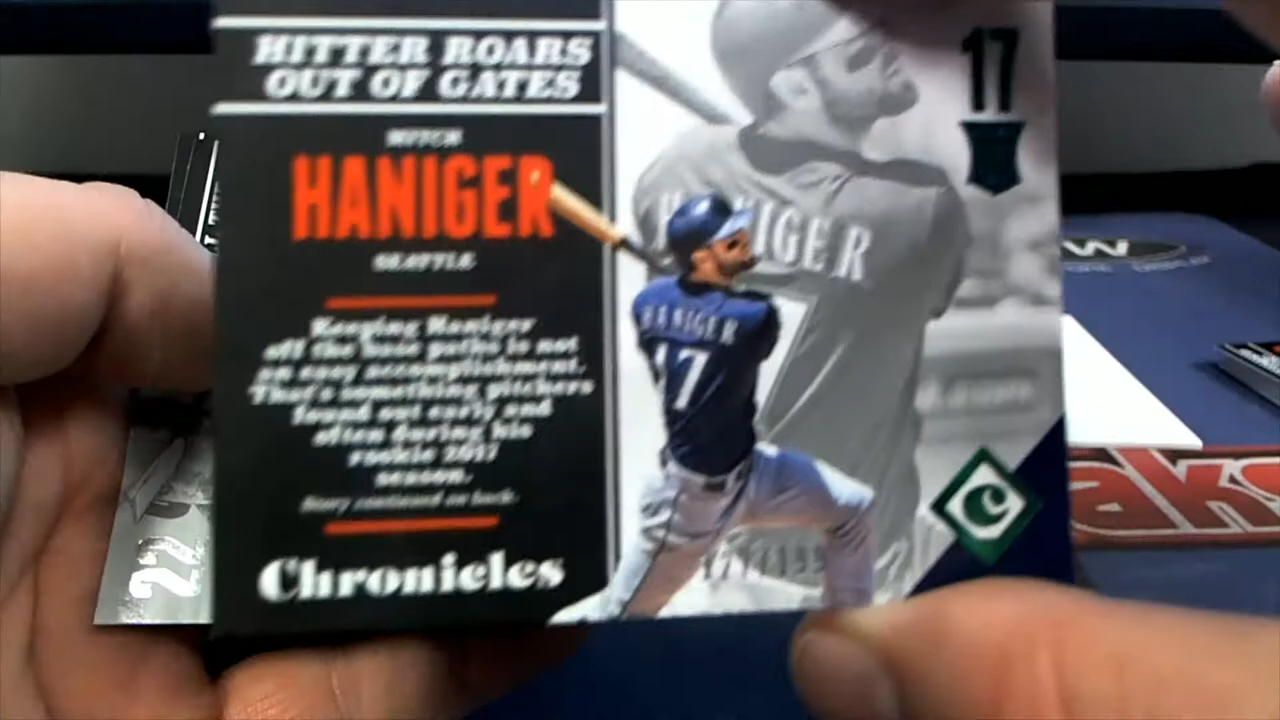 HITTER ROARS
OUT OF GATES
MITCH
HANIGER
SEATTLE
Keeping Haniger
off the base paths is not
an easy accomplishment.
That's something pitchers
found out early and
often during his
rookie 2017
season.
Story continued on back.
Chronicles
17
HANIGER
HANIGER
17
C
27
W
aks